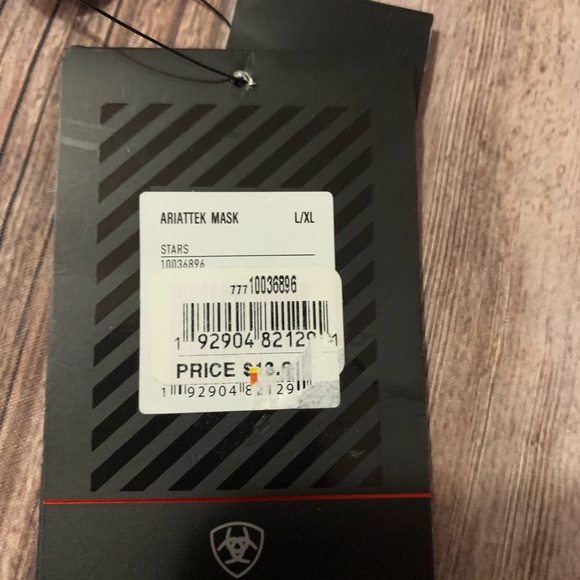 ARIATTEK MASK L/XL
STARS
10036896
777 10036896
1 92904 82129 1
PRICE
1 92904 82129